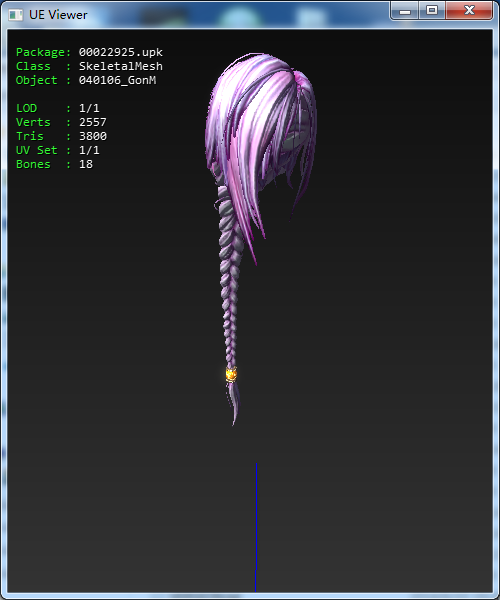 UE Viewer
Package: 00022925.upk
Class : SkeletalMesh
Object : 040106_GonM
LOD : 1/1
Verts : 2557
Tris : 3800
UV Set : 1/1
Bones : 18